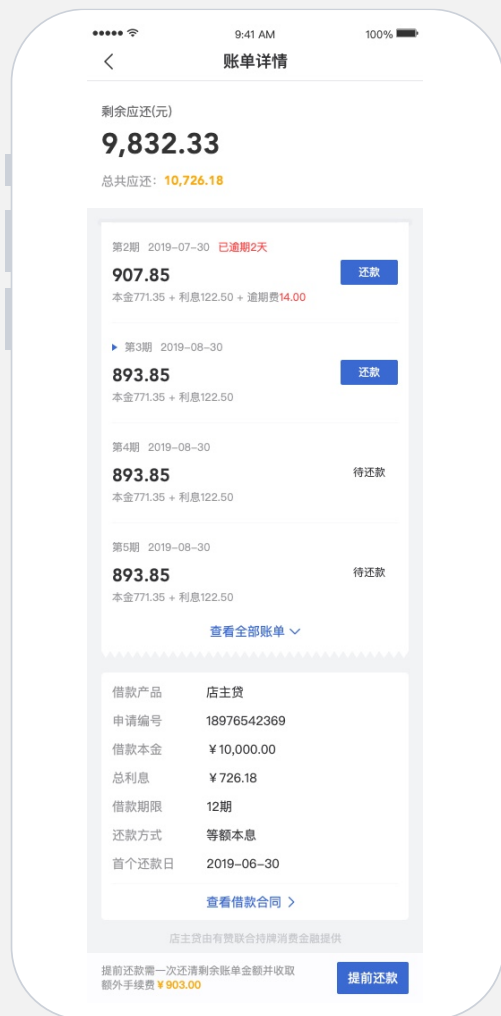 9:41 AM
100%
账单详情
剩余应还(元)
9,832.33
总共应还：10,726.18
第2期 2019-07-30 已逾期2天
907.85
还款
本金771.35 + 利息122.50 + 逾期费14.00
第3期 2019-08-30
893.85
还款
本金771.35 + 利息122.50
第4期 2019-08-30
893.85
待还款
本金771.35 + 利息122.50
第5期 2019-08-30
893.85
待还款
本金771.35 + 利息122.50
查看全部账单
借款产品 店主贷
申请编号 18976542369
借款本金 ¥10,000.00
总利息 ¥726.18
借款期限 12期
还款方式 等额本息
首个还款日 2019-06-30
查看借款合同
店主贷由有赞联合持牌消费金融提供
提前还款需一次还清剩余账单金额并收取
额外手续费¥903.00
提前还款